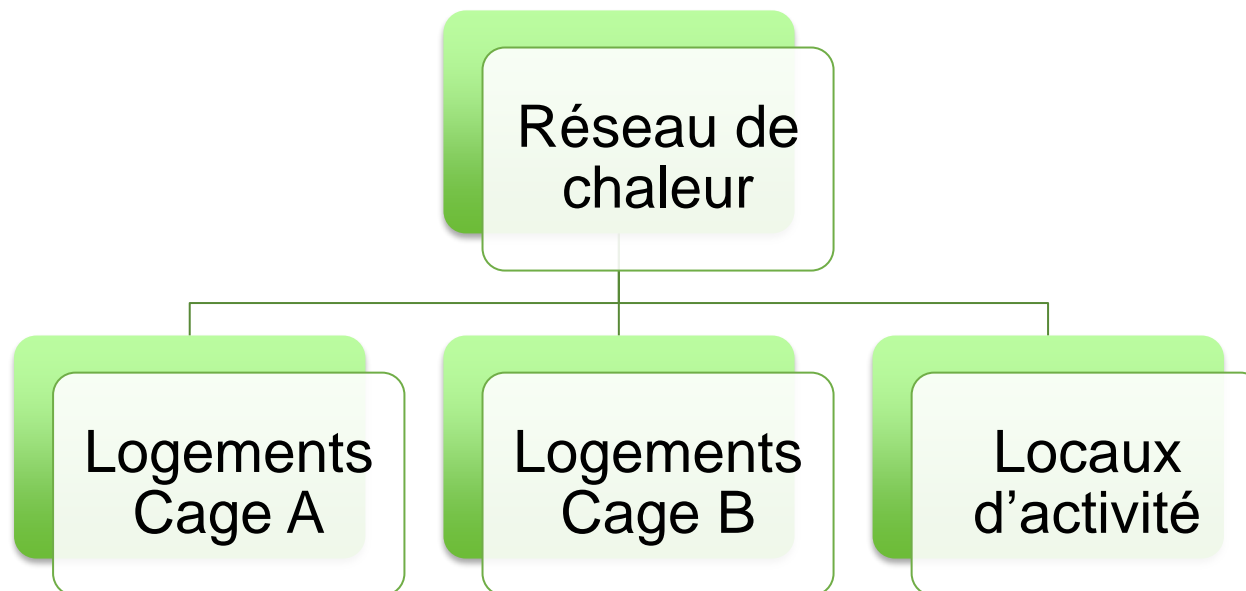 Réseau de
chaleur
Logements
Cage A
Logements
Cage B
Locaux
d’activité